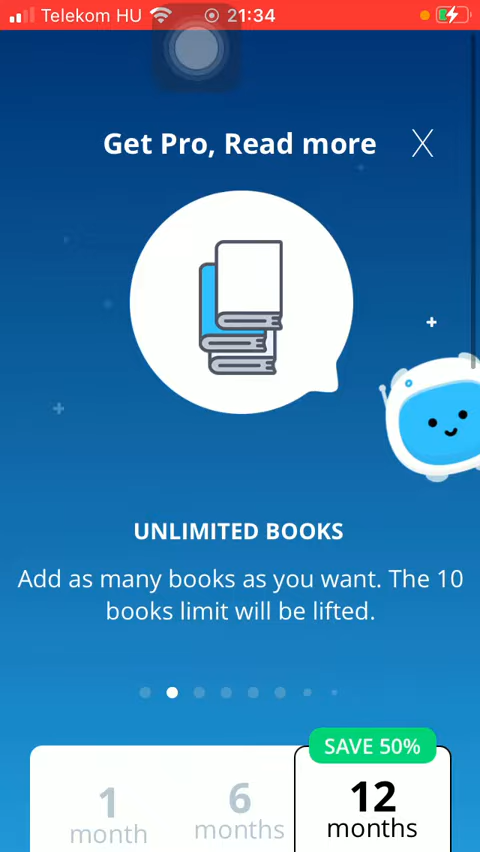 Telekom HU 21:34
Get Pro, Read more X
UNLIMITED BOOKS
Add as many books as you want. The 10
books limit will be lifted.
SAVE 50%
1 6 12
month months months